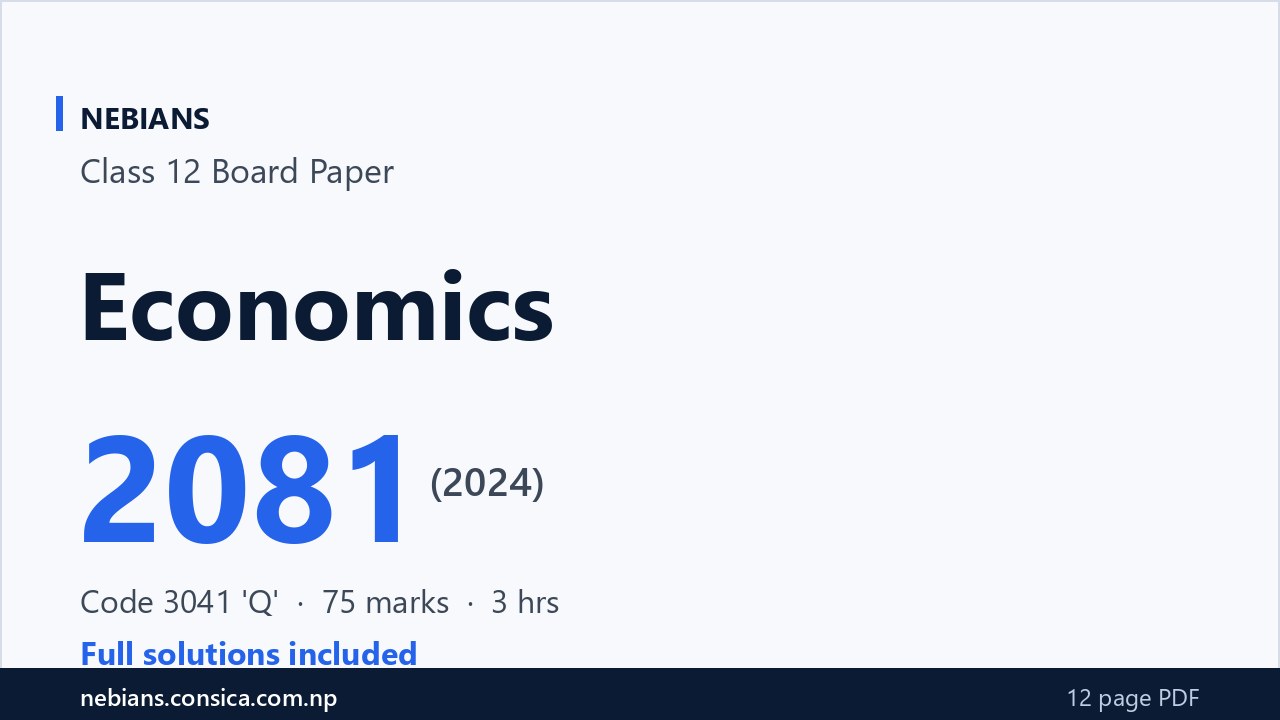 NEBIANS
Class 12 Board Paper
Economics
2081 (2024)
Code 3041 'Q' · 75 marks · 3 hrs
Full solutions included
nebians.consica.com.np
12 page PDF